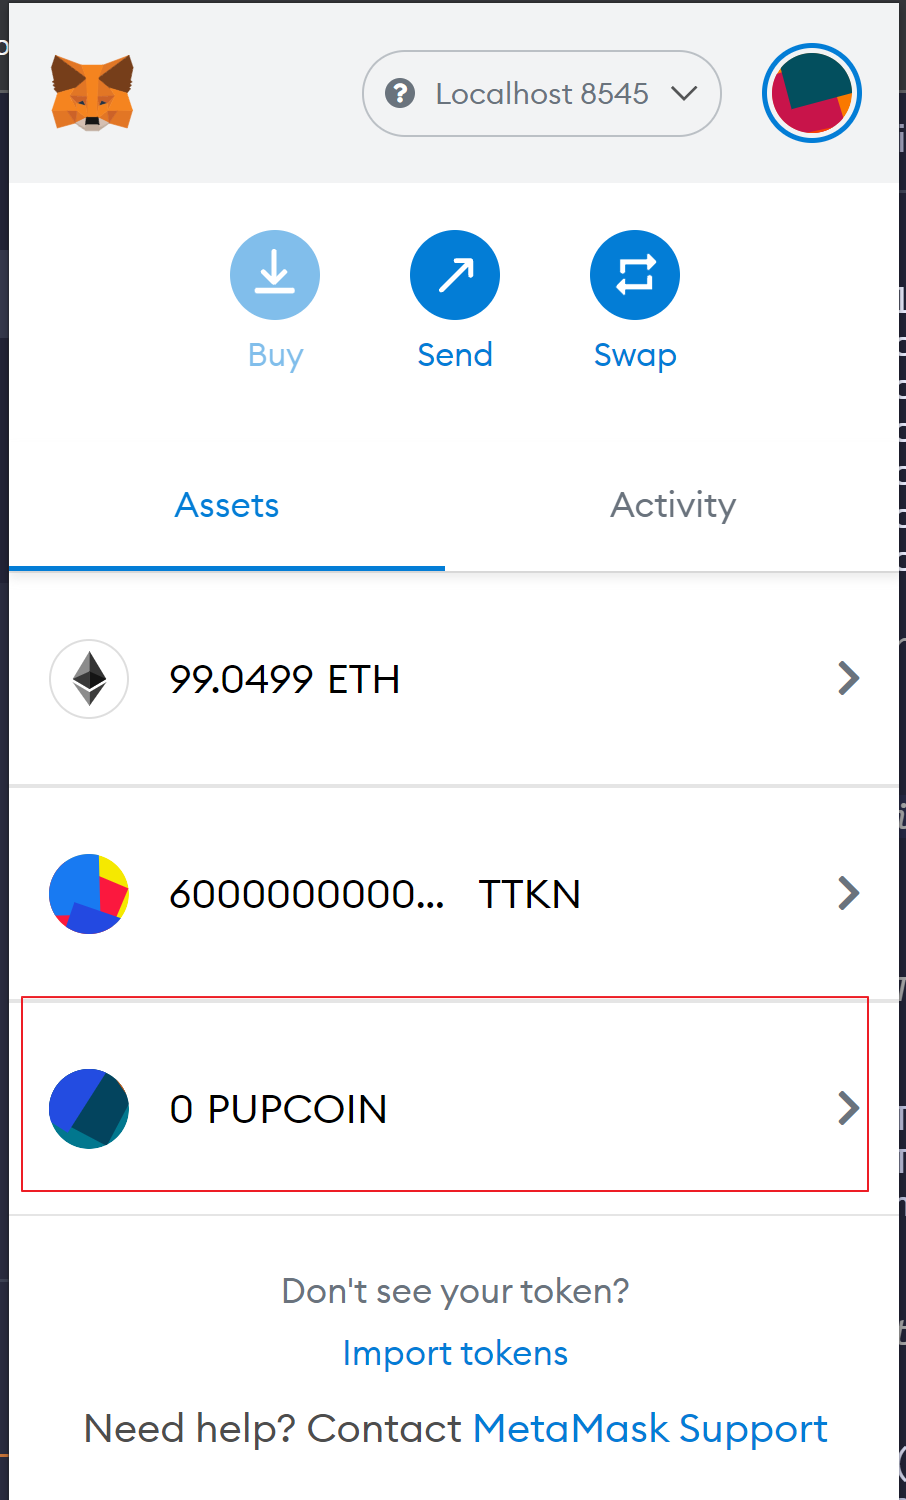 Localhost 8545
Buy
Send
Swap
Assets
Activity
99.0499 ETH
6000000000... TTKN
0 PUPCOIN
Don't see your token?
Import tokens
Need help? Contact MetaMask Support